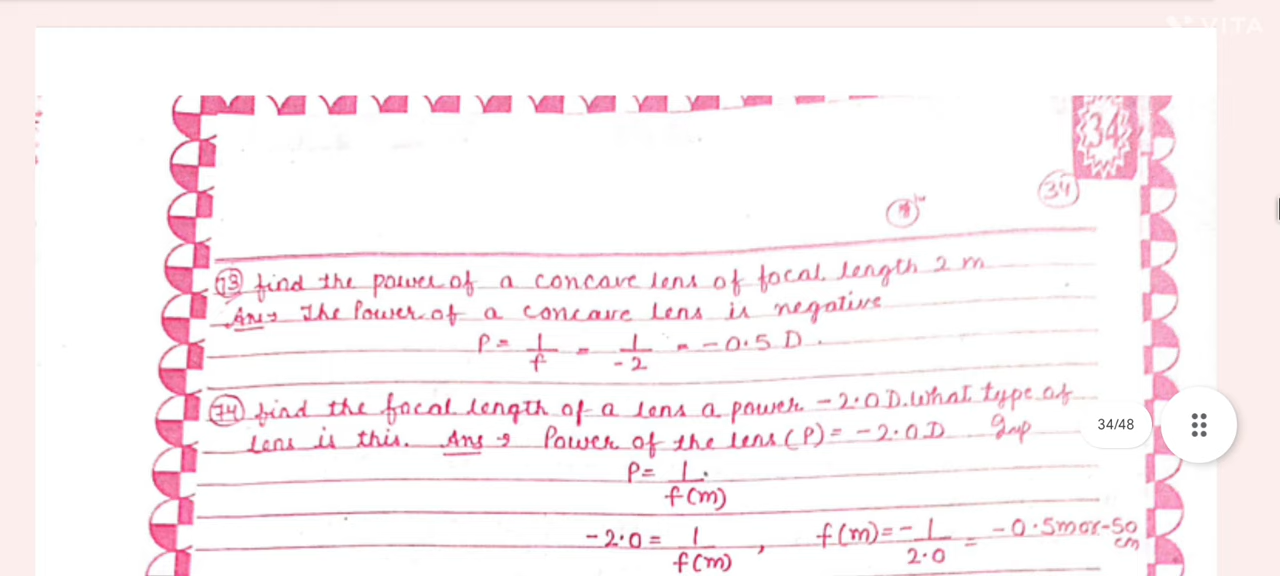 VITA
34
34
13 find the power of a concave lens of focal length 2 m
Ans→ The Power of a concave lens is negative
P = 1/f = 1/-2 = -0.5 D.
14 find the focal length of a lens a power -2.0 D. What type of
lens is this. Ans→ Power of the lens (P) = -2.0 D
P = 1/f(m)
34/48
-2.0 = 1/f(m) , f(m) = -1/2.0 = -0.5 m or -50 cm